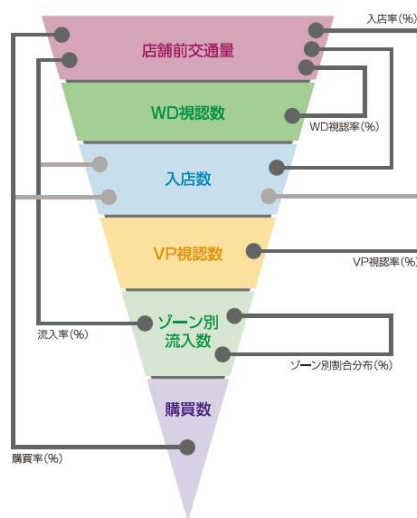 入店率(%)
店舗前交通量
WD視認数
WD視認率(%)
入店数
VP視認数
VP視認率(%)
ゾーン別
流入数
流入率(%)
ゾーン別割合分布(%)
購買数
購買率(%)